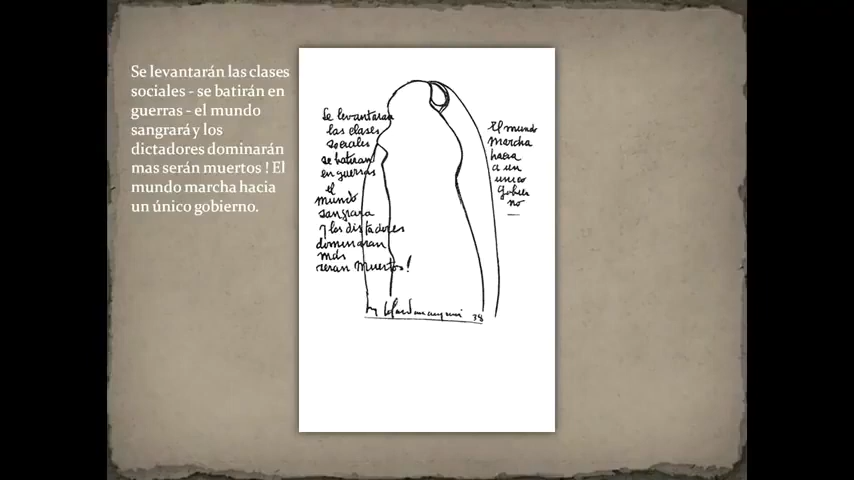 Se levantarán las clases
sociales - se batirán en
guerras - el mundo
sangrará y los
dictadores dominarán
mas serán muertos ! El
mundo marcha hacia
un único gobierno.
Se levantaran
las clases
sociales
se batiran
en guerras
el
mundo
sangrara
y los dictadores
dominaran
mas
seran muertos!
El mundo
marcha
hacia
a un
unico
gobier
no
38